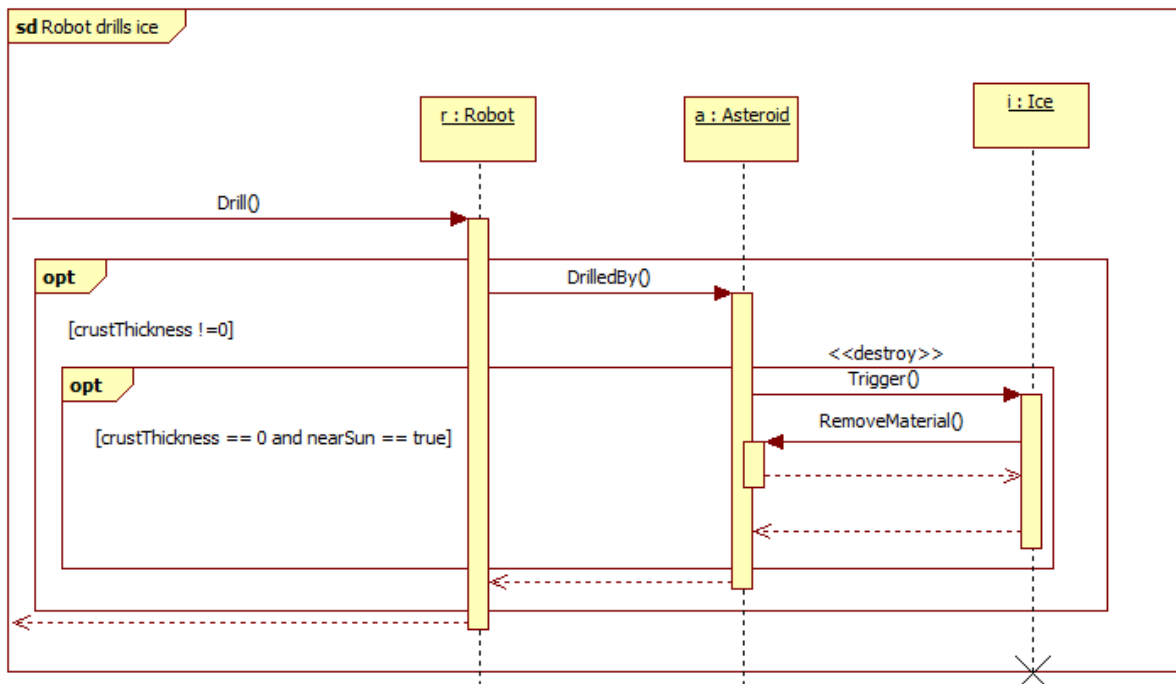 sd Robot drills ice
r : Robot
a : Asteroid
i : Ice
Drill()
opt
DrilledBy()
[crustThickness !=0]
<<destroy>>
opt
Trigger()
[crustThickness == 0 and nearSun == true]
RemoveMaterial()